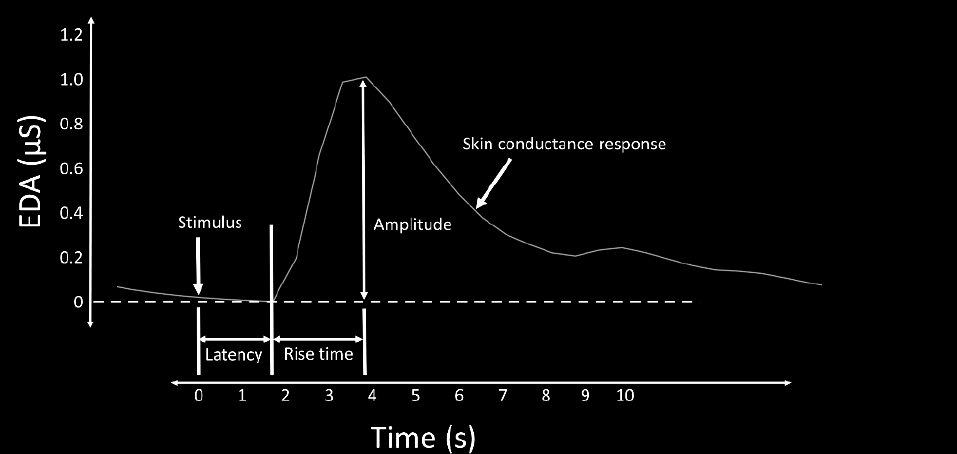 1.2
1.0
0.8
0.6
0.4
0.2
0
EDA (µS)
Stimulus
Skin conductance response
Amplitude
Latency
Rise time
0 1 2 3 4 5 6 7 8 9 10
Time (s)